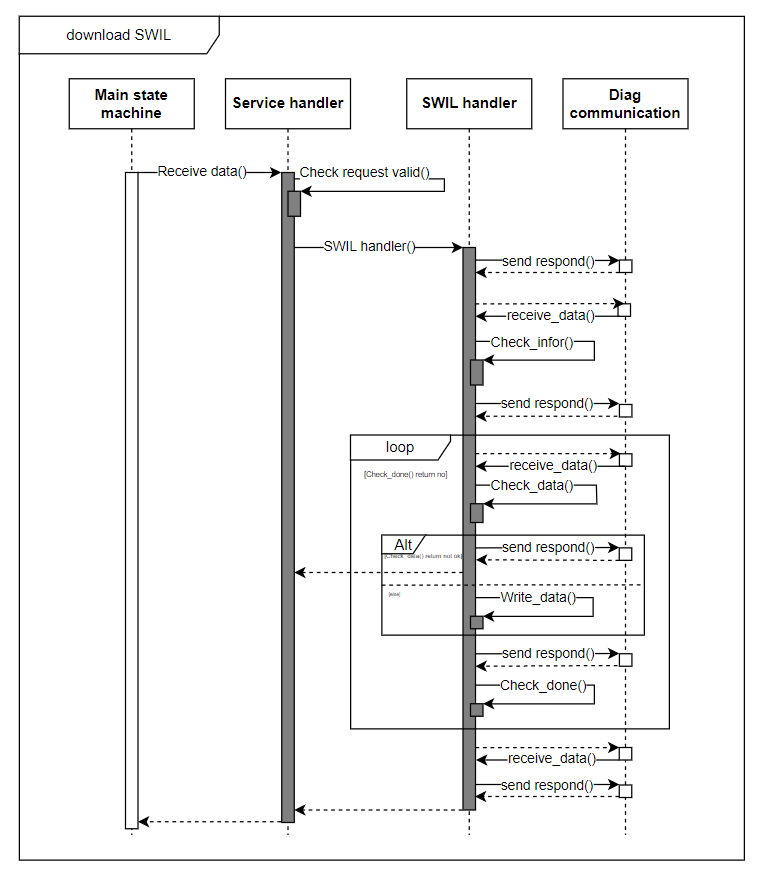 download SWIL
Main state
machine
Service handler
SWIL handler
Diag
communication
Receive data()
Check request valid()
SWIL handler()
send respond()
receive_data()
Check_infor()
send respond()
loop
receive_data()
[Check_done() return no]
Check_data()
Alt
send respond()
[Check_data() return not ok]
[else]
Write_data()
send respond()
Check_done()
receive_data()
send respond()